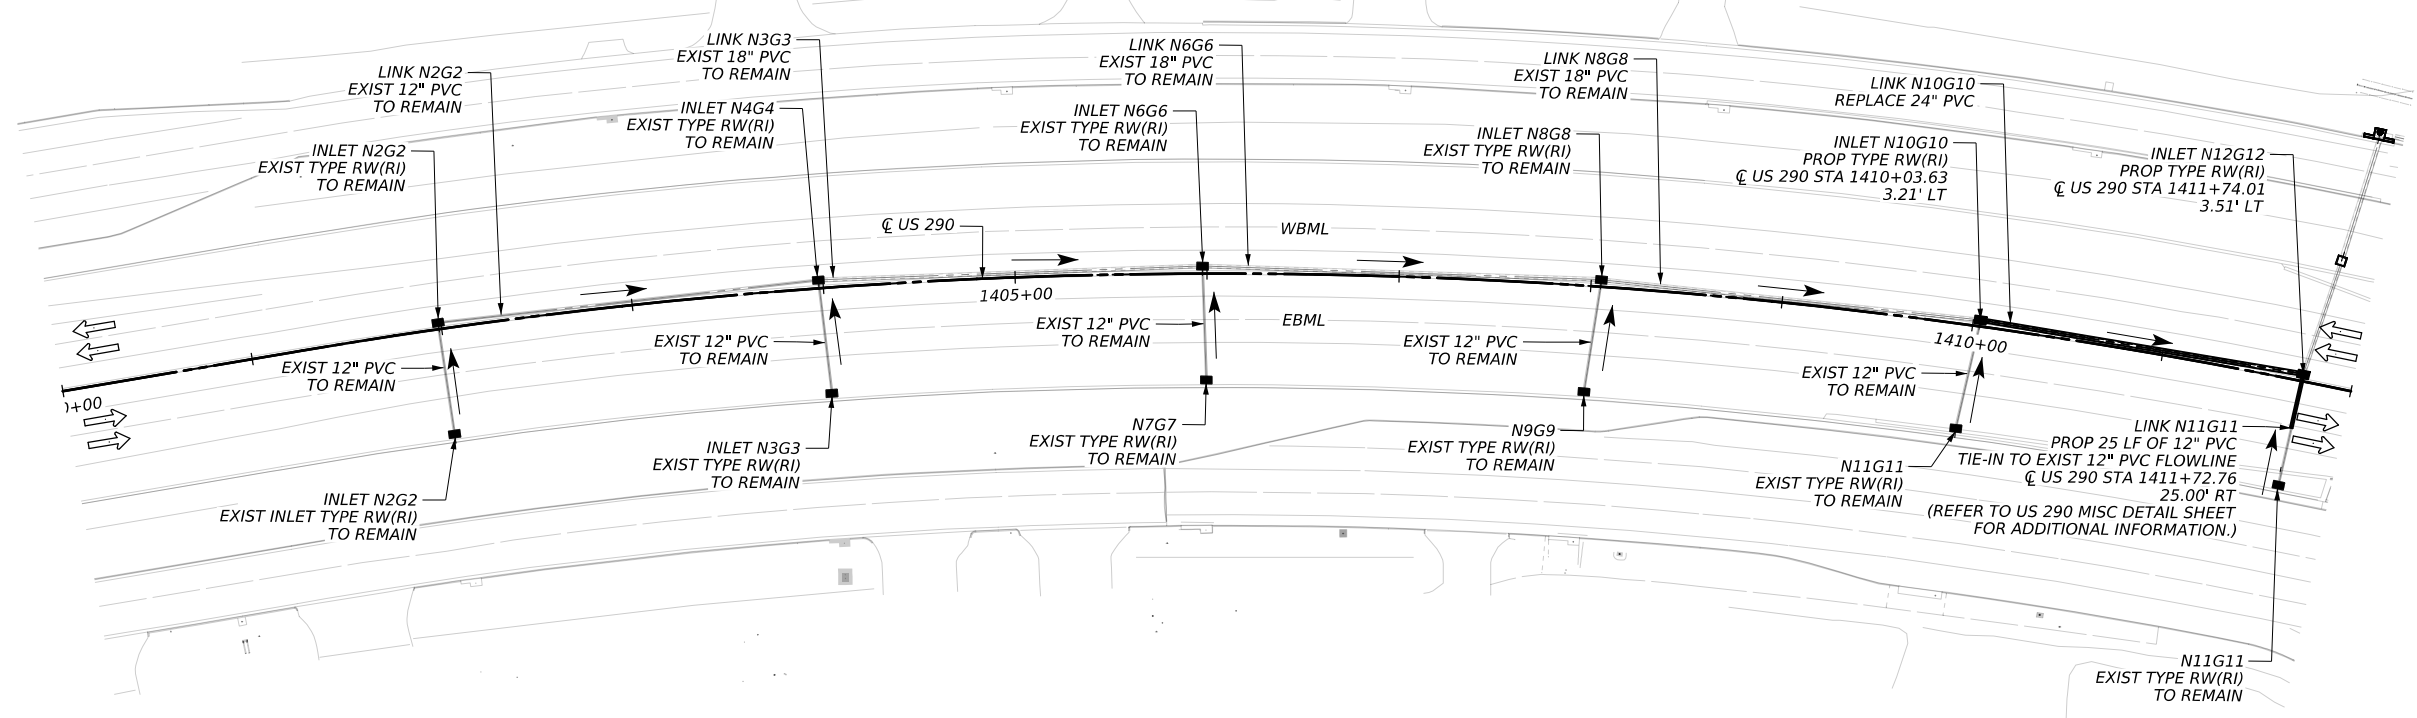 LINK N2G2
EXIST 12" PVC
TO REMAIN
LINK N3G3
EXIST 18" PVC
TO REMAIN
LINK N6G6
EXIST 18" PVC
TO REMAIN
LINK N8G8
EXIST 18" PVC
TO REMAIN
LINK N10G10
REPLACE 24" PVC
INLET N2G2
EXIST TYPE RW(RI)
TO REMAIN
INLET N4G4
EXIST TYPE RW(RI)
TO REMAIN
INLET N6G6
EXIST TYPE RW(RI)
TO REMAIN
INLET N8G8
EXIST TYPE RW(RI)
TO REMAIN
INLET N10G10
PROP TYPE RW(RI)
℄ US 290 STA 1410+03.63
3.21' LT
INLET N12G12
PROP TYPE RW(RI)
℄ US 290 STA 1411+74.01
3.51' LT
℄ US 290
WBML
EBML
)+00
1405+00
1410+00
EXIST 12" PVC
TO REMAIN
EXIST 12" PVC
TO REMAIN
EXIST 12" PVC
TO REMAIN
EXIST 12" PVC
TO REMAIN
EXIST 12" PVC
TO REMAIN
INLET N2G2
EXIST INLET TYPE RW(RI)
TO REMAIN
INLET N3G3
EXIST TYPE RW(RI)
TO REMAIN
N7G7
EXIST TYPE RW(RI)
TO REMAIN
N9G9
EXIST TYPE RW(RI)
TO REMAIN
N11G11
EXIST TYPE RW(RI)
TO REMAIN
LINK N11G11
PROP 25 LF OF 12" PVC
TIE-IN TO EXIST 12" PVC FLOWLINE
℄ US 290 STA 1411+72.76
25.00' RT
(REFER TO US 290 MISC DETAIL SHEET
FOR ADDITIONAL INFORMATION.)
N11G11
EXIST TYPE RW(RI)
TO REMAIN